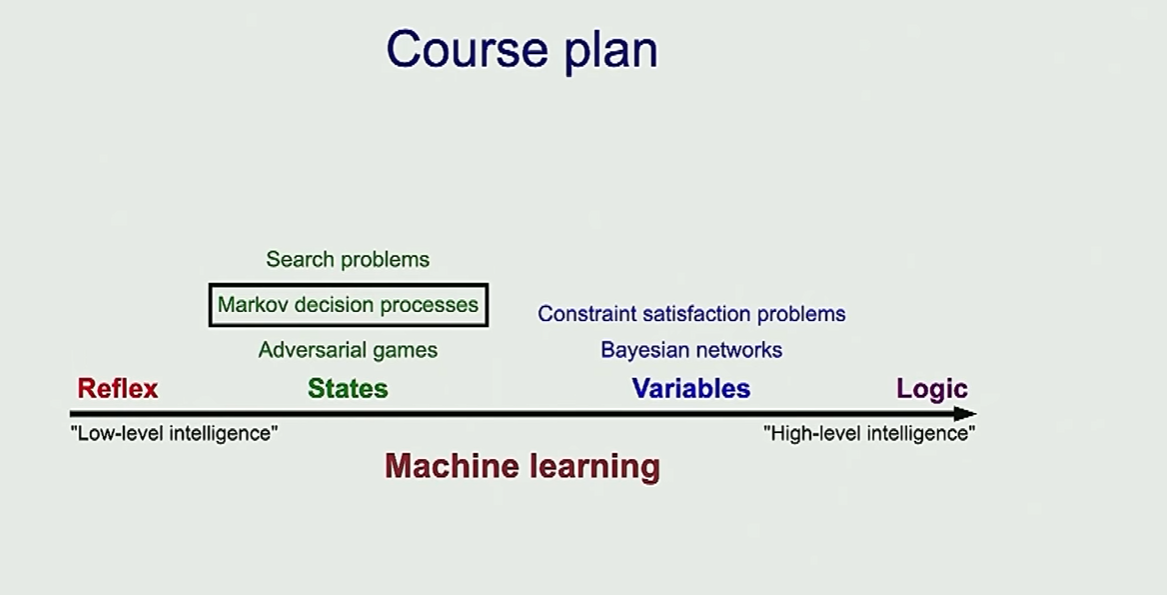 Course plan
Search problems
Markov decision processes
Adversarial games
Constraint satisfaction problems
Bayesian networks
Reflex
States
Variables
Logic
"Low-level intelligence"
"High-level intelligence"
Machine learning